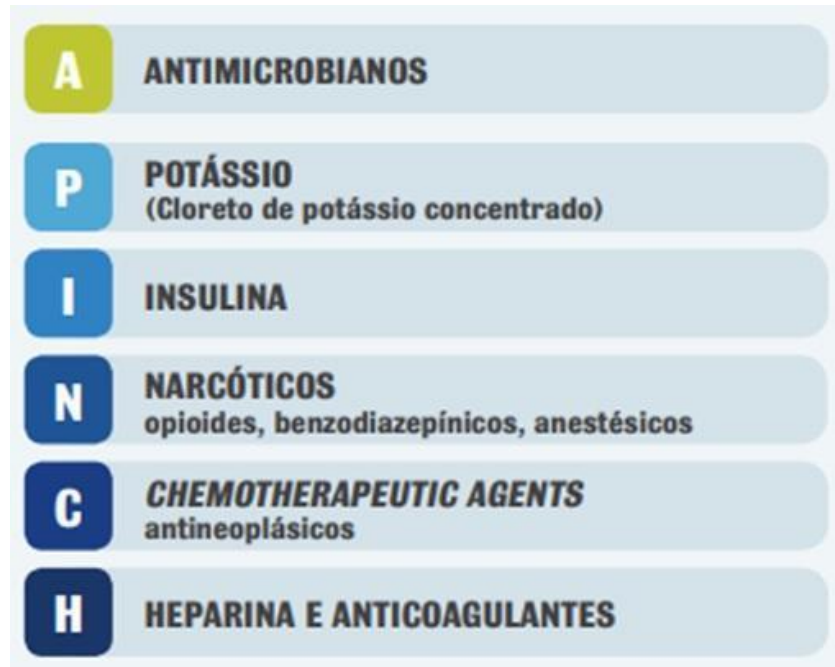 A ANTIMICROBIANOS
P POTÁSSIO
(Cloreto de potássio concentrado)
I INSULINA
N NARCÓTICOS
opioides, benzodiazepínicos, anestésicos
C CHEMOTHERAPEUTIC AGENTS
antineoplásicos
H HEPARINA E ANTICOAGULANTES